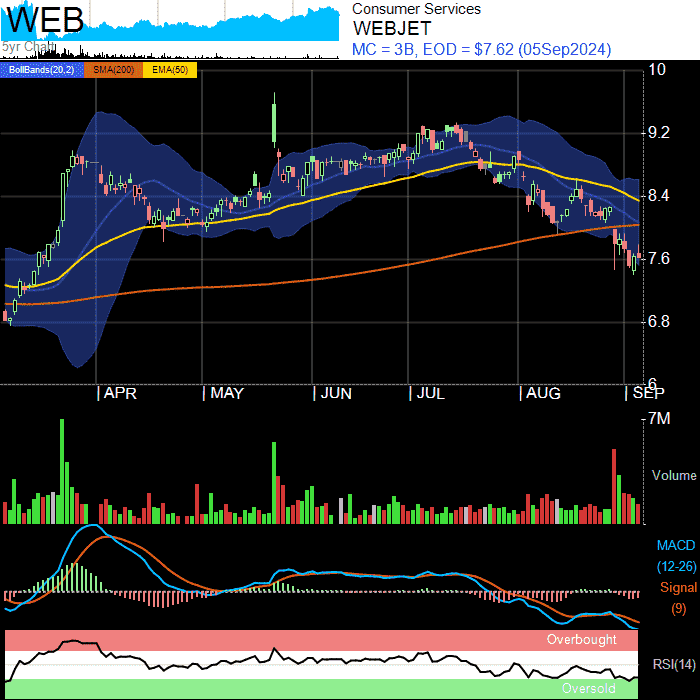 WEB
Consumer Services
WEBJET
5yr Chart
MC = 3B, EOD = $7.62 (05Sep2024)
BollBands(20,2) SMA(200) EMA(50)
10
9.2
8.4
7.6
6.8
6
APR MAY JUN JUL AUG SEP
7M
Volume
MACD
(12-26)
Signal
(9)
Overbought
RSI(14)
Oversold